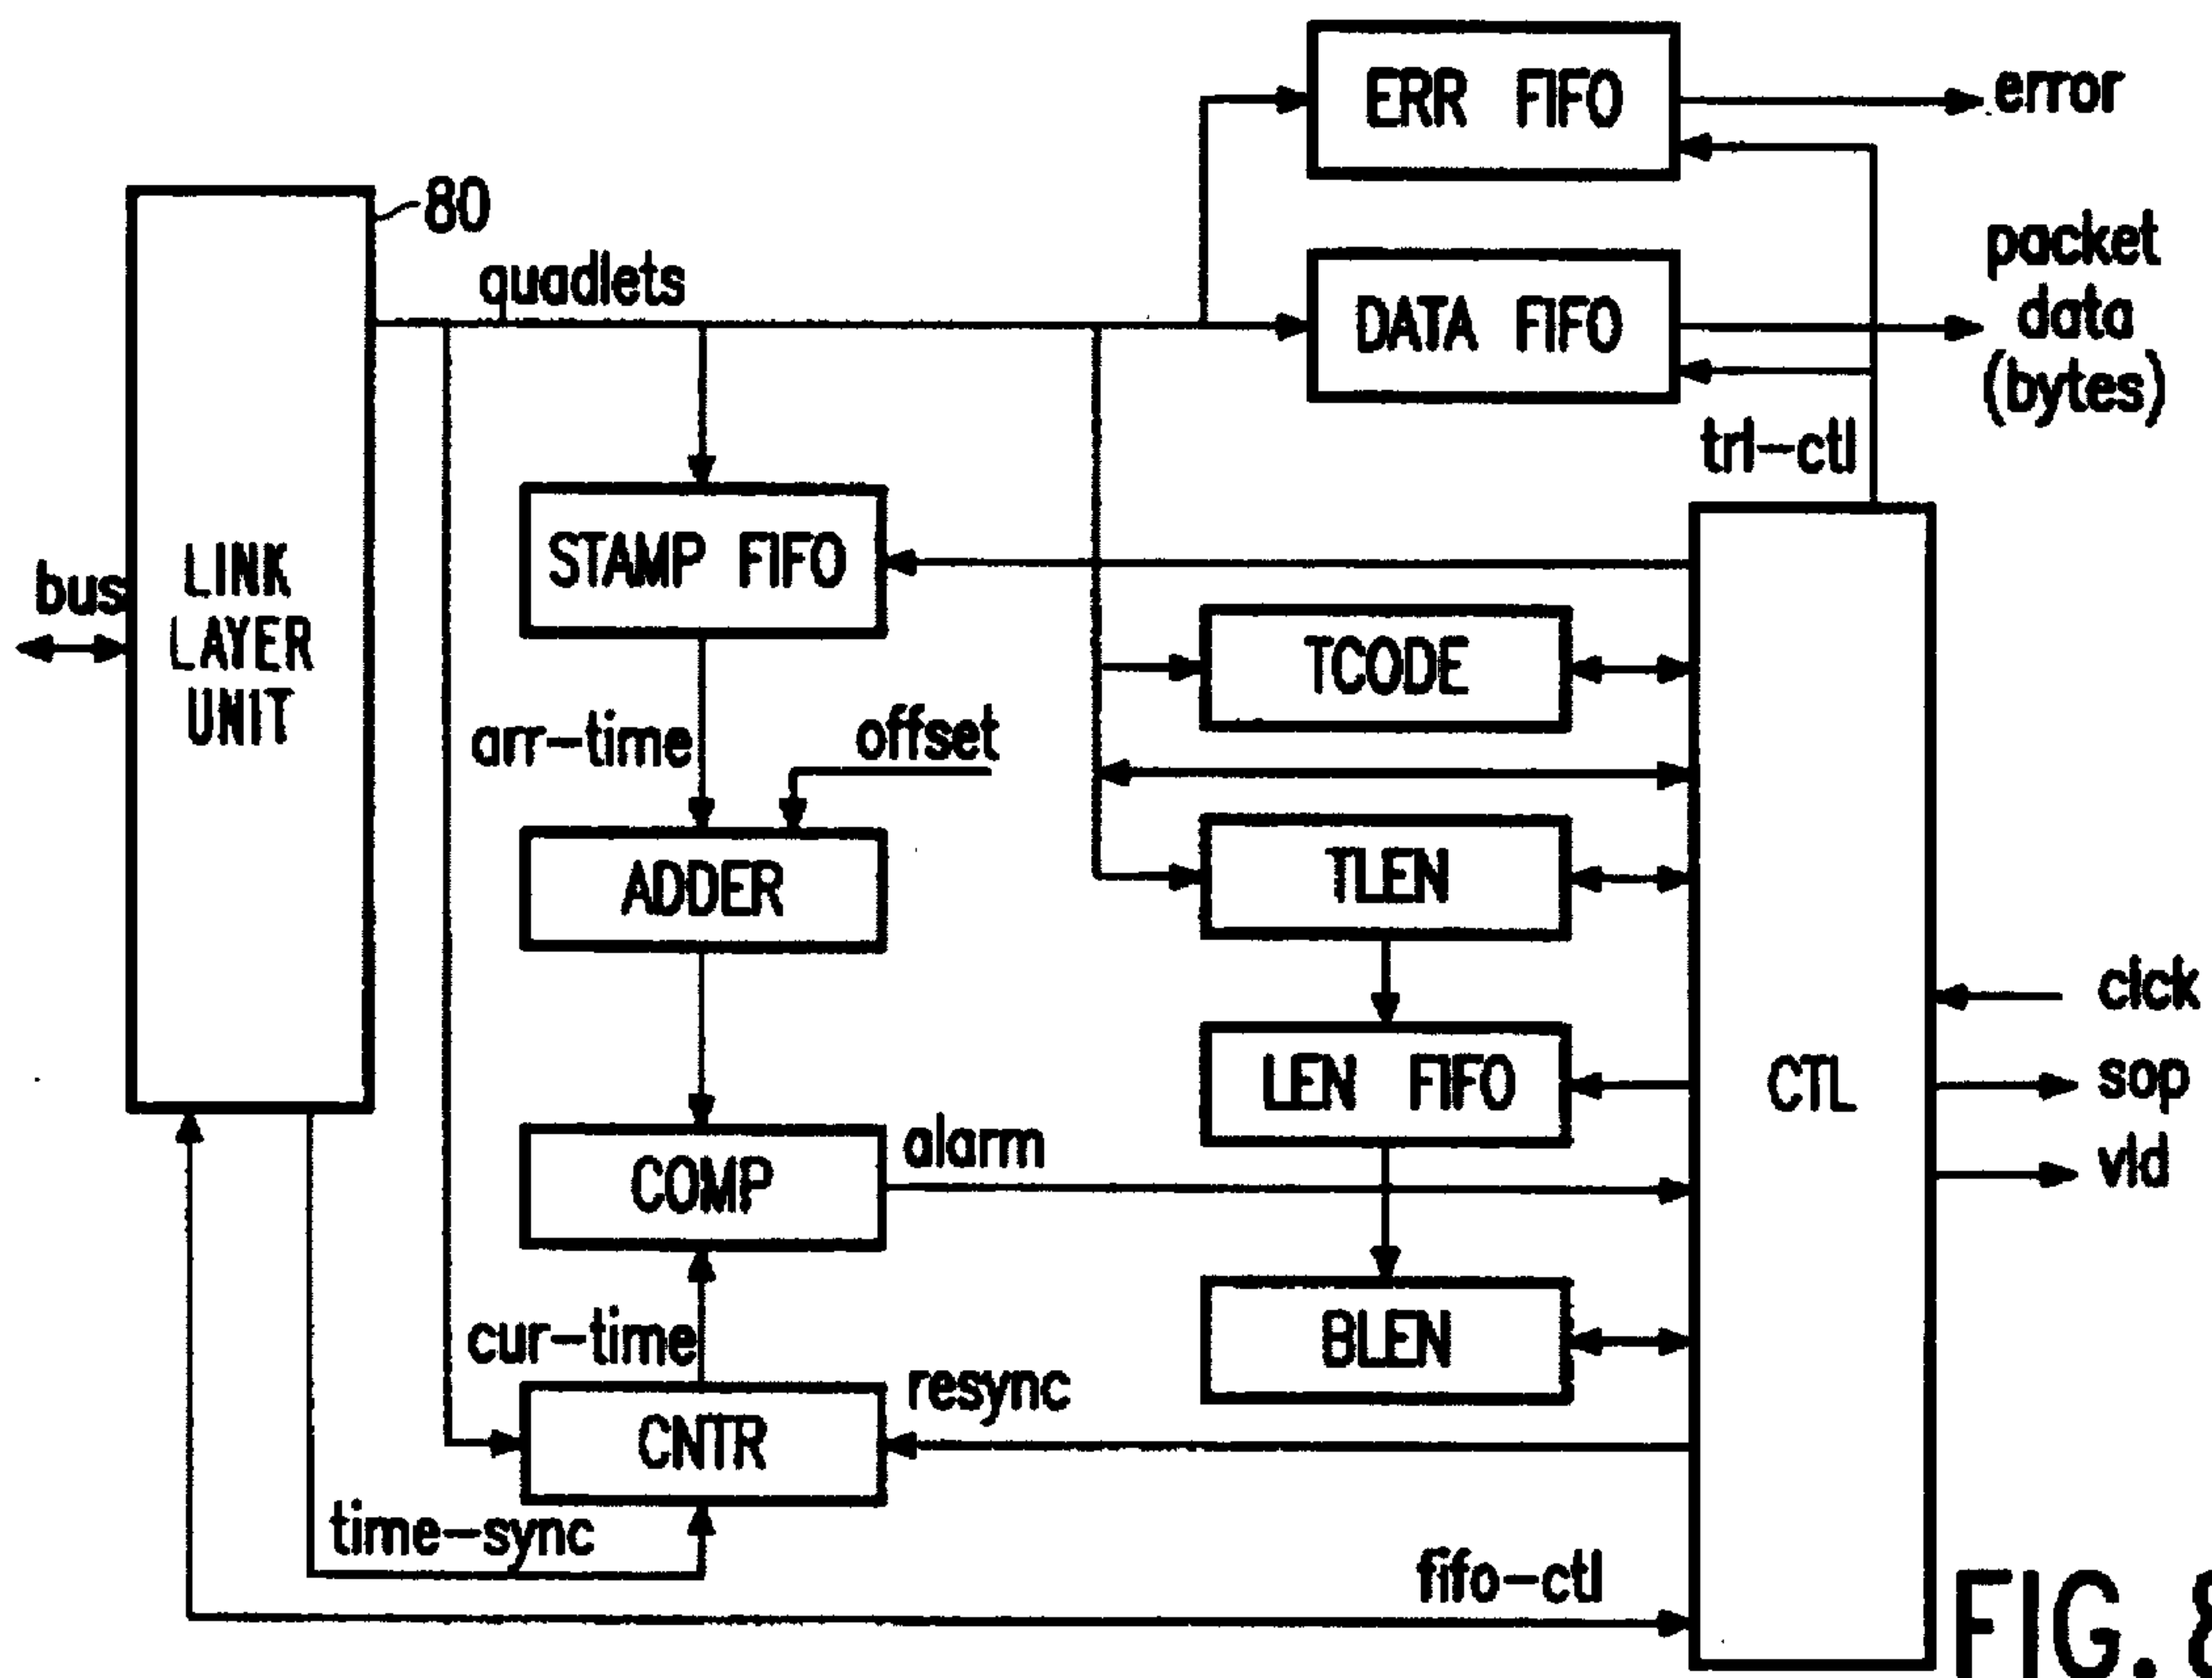 ERR FIFO
error
80
quadlets
DATA FIFO
packet
data
(bytes)
trl-ctl
LINK
LAYER
UNIT
bus
STAMP FIFO
TCODE
arr-time
offset
ADDER
TLEN
clck
LEN FIFO
CTL
sop
alarm
COMP
vld
cur-time
BLEN
resync
CNTR
time-sync
fifo-ctl
FIG. 8